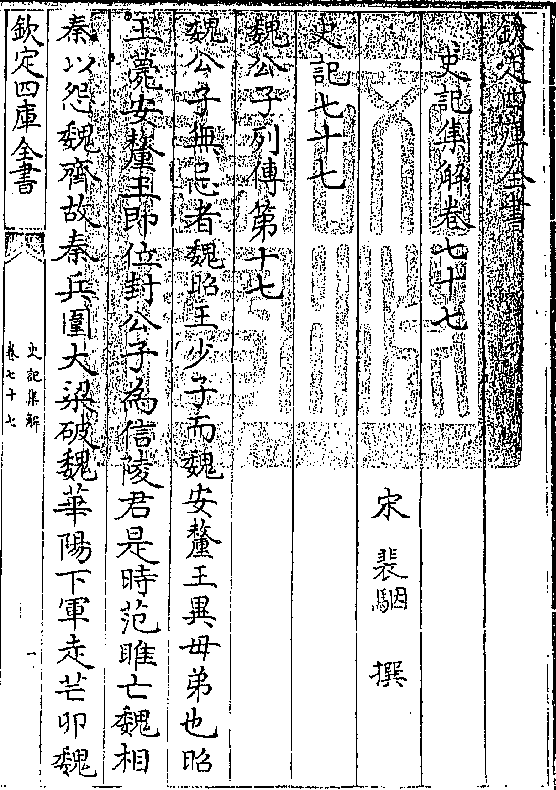 欽定四庫全書
史記集解卷七十七
宋 裴駰 撰
史記七十七
魏公子列傳第十七
魏公子無忌者魏昭王少子而魏安釐王異母弟也昭
王薨安釐王即位封公子為信陵君是時范睢亡魏相
秦以怨魏齊故秦兵圍大梁破魏華陽下軍走芒卯魏
欽定四庫全書
史記集解
卷七十七
一